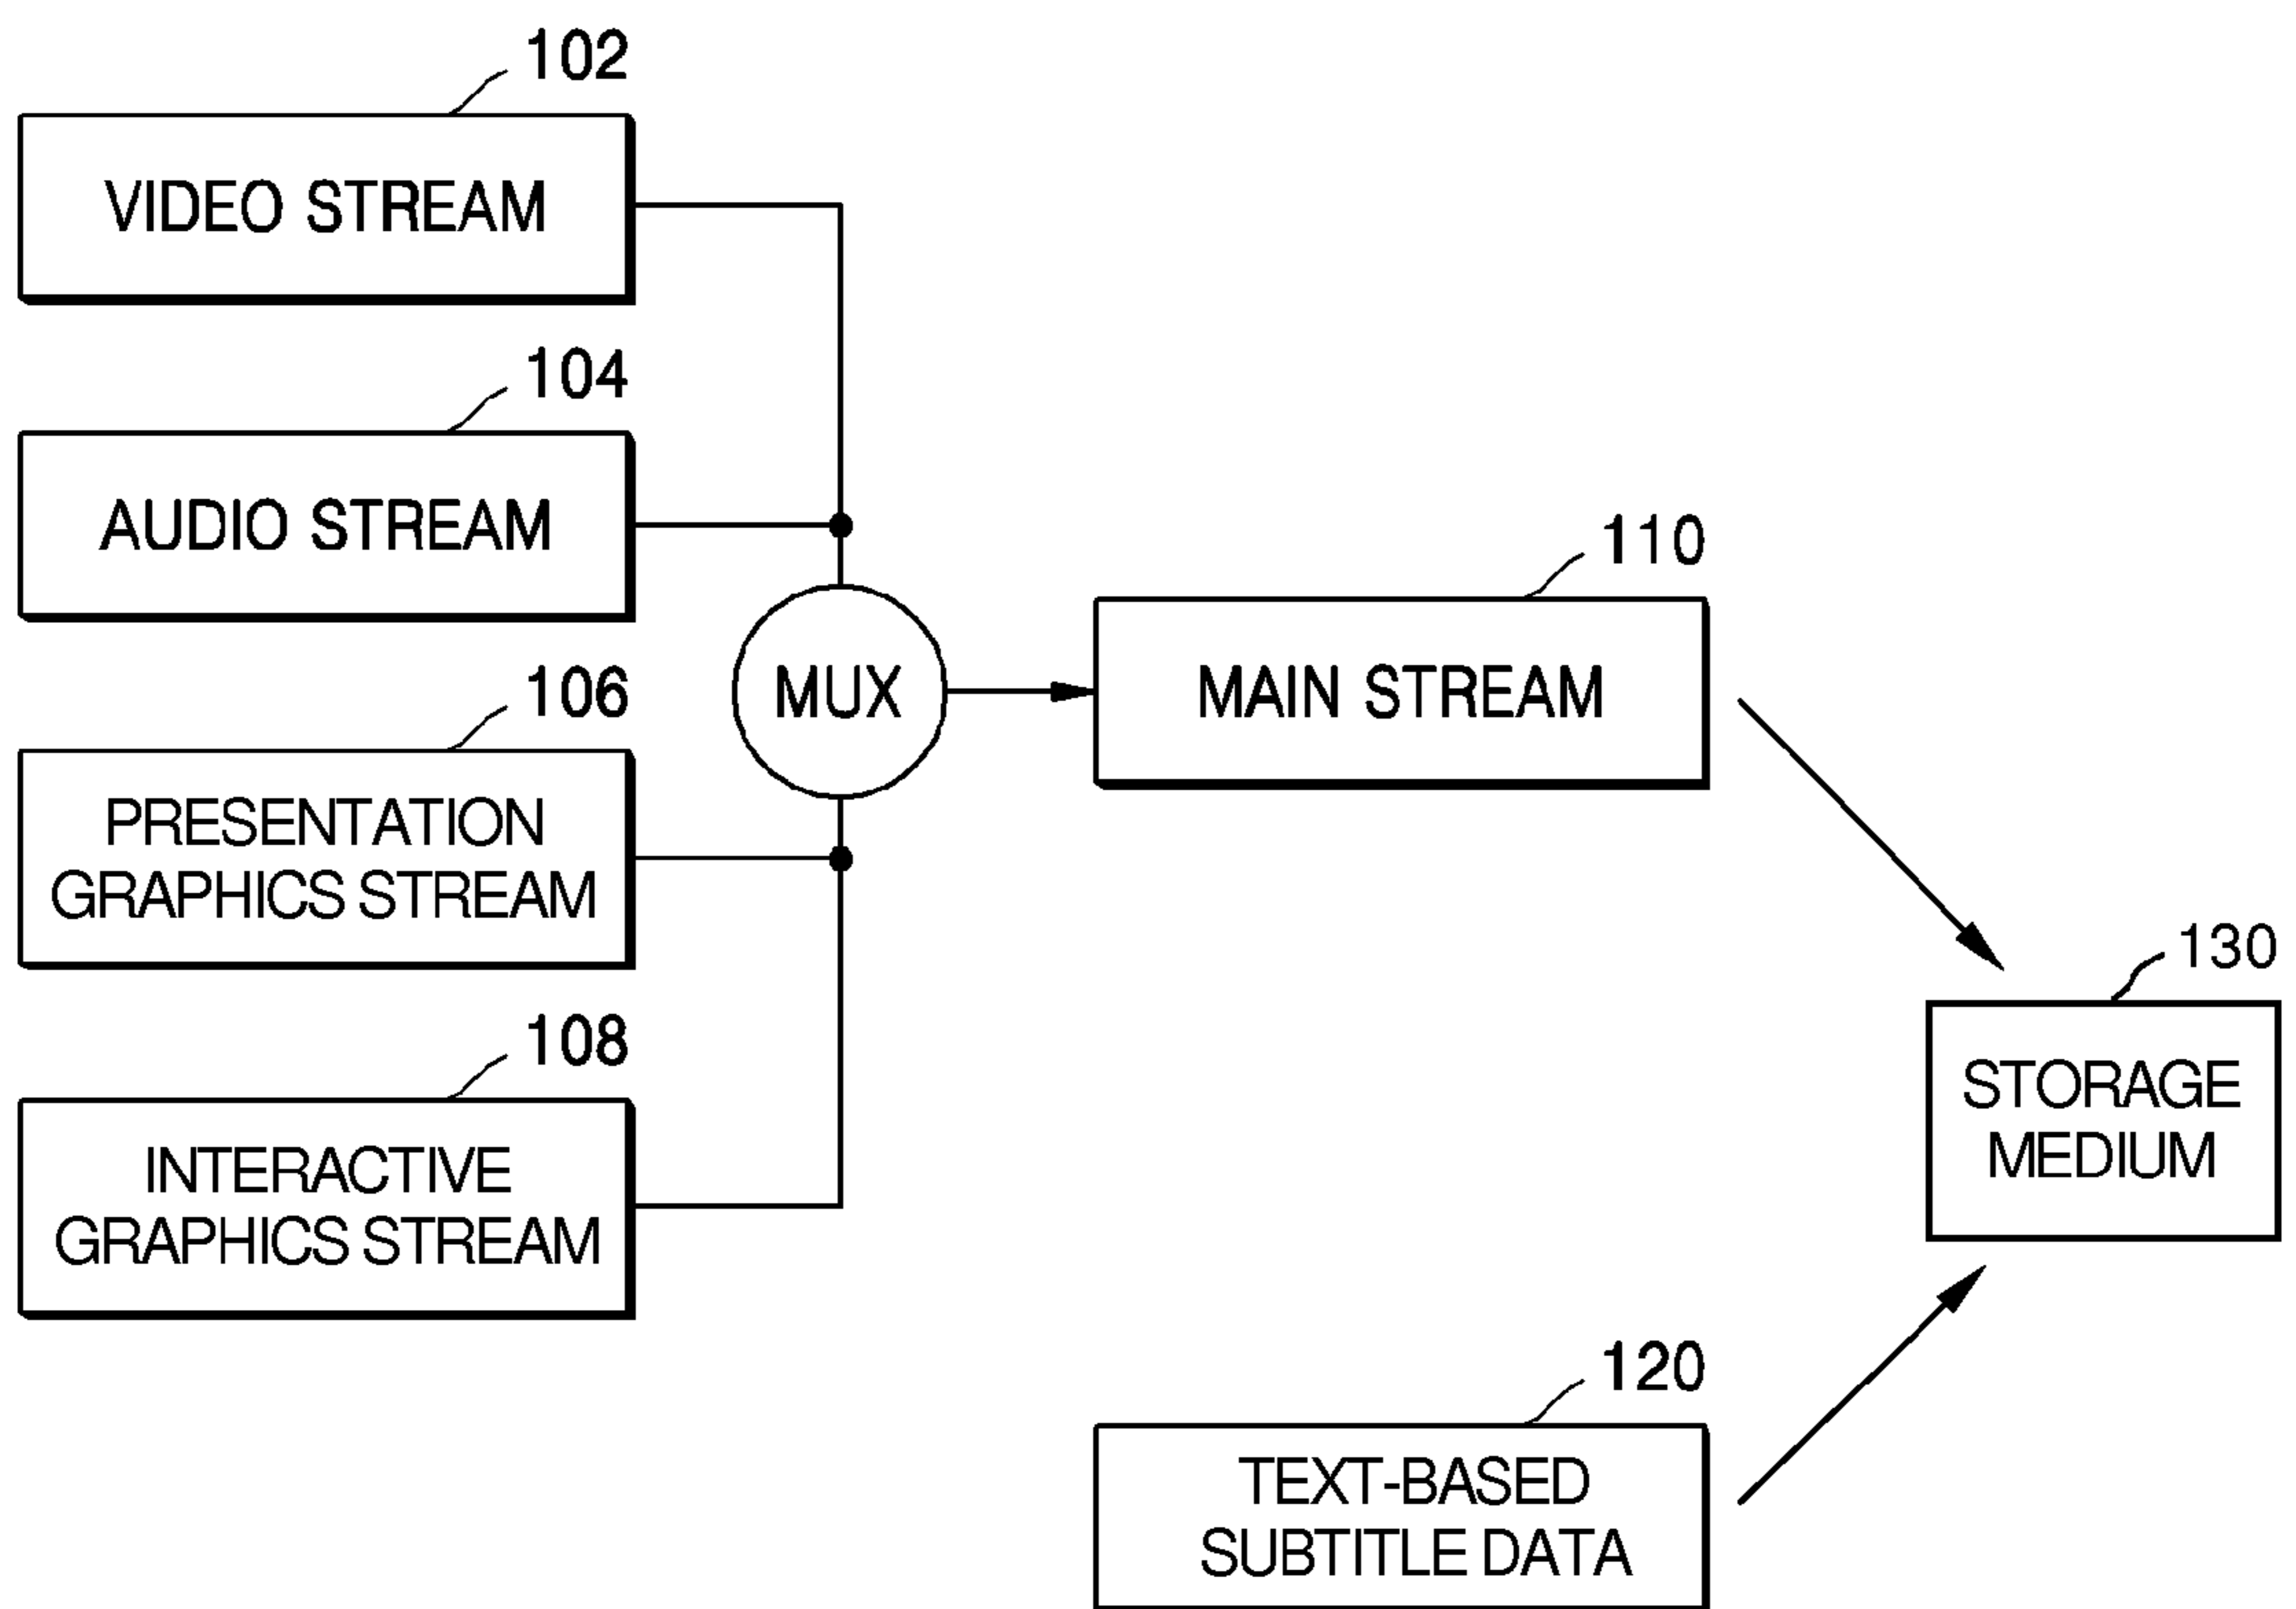 102
VIDEO STREAM
104
AUDIO STREAM
110
MUX
MAIN STREAM
106
PRESENTATION
GRAPHICS STREAM
130
STORAGE
MEDIUM
108
INTERACTIVE
GRAPHICS STREAM
120
TEXT-BASED
SUBTITLE DATA